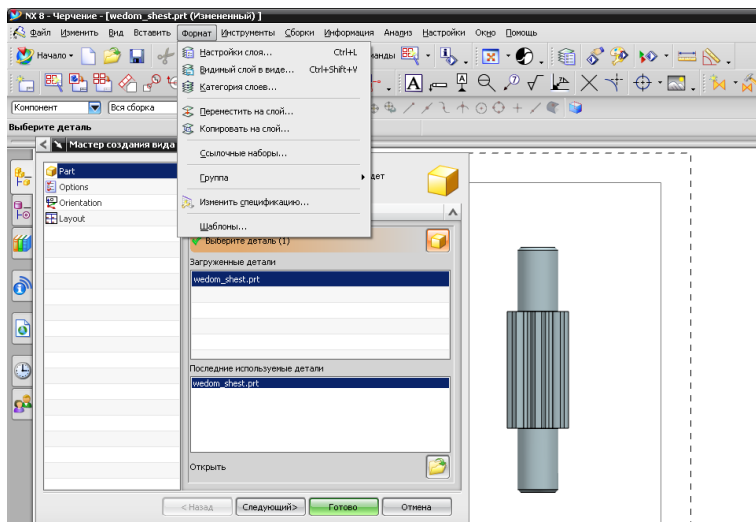 NX 8 - Черчение - [wedom_shest.prt (Измененный) ]
Файл Изменить Вид Вставить Формат Инструменты Сборки Информация Анализ Настройки Окно Помощь
Начало
Настройки слоя... Ctrl+L
Видимый слой в виде... Ctrl+Shift+V
Категория слоев...
Переместить на слой...
Копировать на слой...
Ссылочные наборы...
Группа
Изменить спецификацию...
Шаблоны...
Компонент Вся сборка
Выберите деталь
Мастер создания вида
Part
Options
Orientation
Layout
Выберите деталь (1)
Загруженные детали
wedom_shest.prt
Последние используемые детали
wedom_shest.prt
Открыть
< Назад Следующий> Готово Отмена